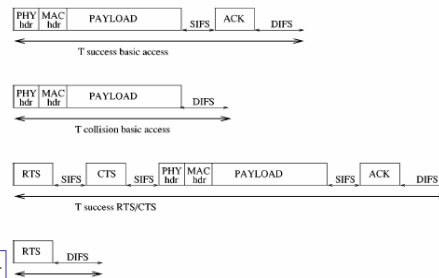 PHY hdr MAC hdr PAYLOAD SIFS ACK DIFS
T success basic access
PHY hdr MAC hdr PAYLOAD DIFS
T collision basic access
RTS SIFS CTS SIFS PHY hdr MAC hdr PAYLOAD SIFS ACK DIFS
T success RTS/CTS
RTS DIFS